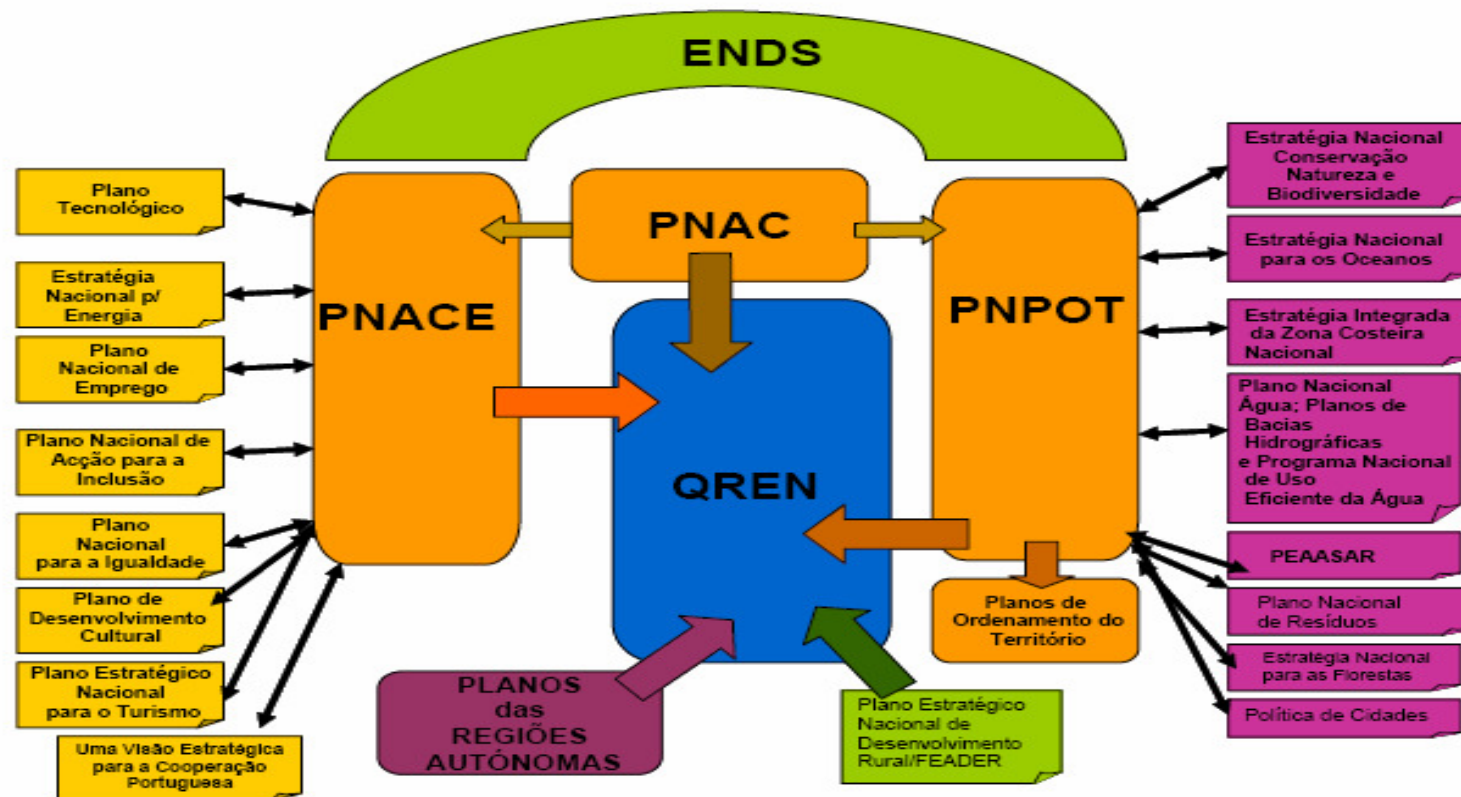 ENDS
Plano
Tecnológico
Estratégia
Nacional p/
Energia
Plano
Nacional de
Emprego
Plano Nacional de
Acção para a
Inclusão
Plano
Nacional
para a Igualdade
Plano de
Desenvolvimento
Cultural
Plano Estratégico
Nacional
para o Turismo
Uma Visão Estratégica
para a Cooperação
Portuguesa
PNACE
PNAC
QREN
PNPOT
Planos de
Ordenamento do
Território
PLANOS
das
REGIÕES
AUTÓNOMAS
Plano Estratégico
Nacional de
Desenvolvimento
Rural/FEADER
Estratégia Nacional
Conservação
Natureza e
Biodiversidade
Estratégia Nacional
para os Oceanos
Estratégia Integrada
da Zona Costeira
Nacional
Plano Nacional
Água; Planos de
Bacias
Hidrográficas
e Programa Nacional
de Uso
Eficiente da Água
PEAASAR
Plano Nacional
de Resíduos
Estratégia Nacional
para as Florestas
Política de Cidades